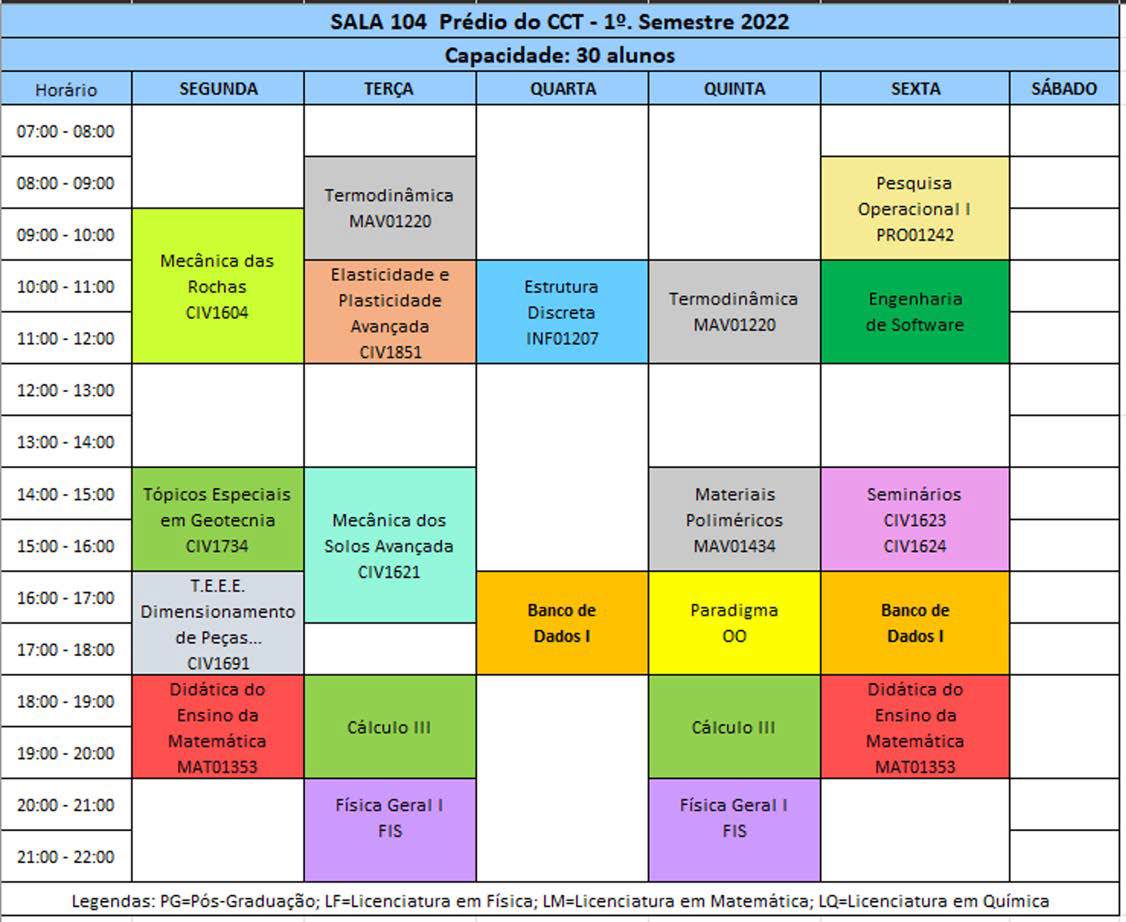 SALA 104 Prédio do CCT - 1º. Semestre 2022
Capacidade: 30 alunos
Horário SEGUNDA TERÇA QUARTA QUINTA SEXTA SÁBADO
07:00 - 08:00
08:00 - 09:00
Termodinâmica
MAV01220
Pesquisa
Operacional I
PRO01242
09:00 - 10:00
Mecânica das
Rochas
CIV1604
10:00 - 11:00
Elasticidade e
Plasticidade
Avançada
CIV1851
Estrutura
Discreta
INF01207
Termodinâmica
MAV01220
Engenharia
de Software
11:00 - 12:00
12:00 - 13:00
13:00 - 14:00
14:00 - 15:00
Tópicos Especiais
em Geotecnia
CIV1734
Mecânica dos
Solos Avançada
CIV1621
Materiais
Poliméricos
MAV01434
Seminários
CIV1623
CIV1624
15:00 - 16:00
16:00 - 17:00
T.E.E.E.
Dimensionamento
de Peças...
CIV1691
Banco de
Dados I
Paradigma
OO
Banco de
Dados I
17:00 - 18:00
18:00 - 19:00
Didática do
Ensino da
Matemática
MAT01353
Cálculo III
Cálculo III
Didática do
Ensino da
Matemática
MAT01353
19:00 - 20:00
20:00 - 21:00
Física Geral I
FIS
Física Geral I
FIS
21:00 - 22:00
Legendas: PG=Pós-Graduação; LF=Licenciatura em Física; LM=Licenciatura em Matemática; LQ=Licenciatura em Química